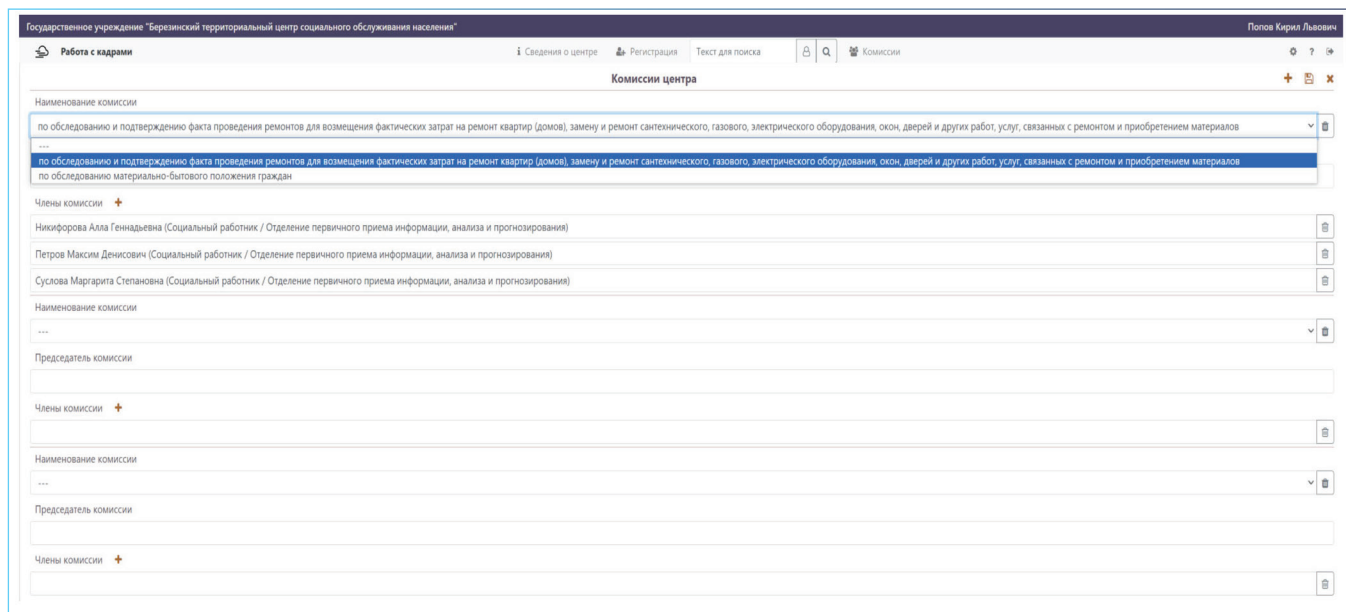 Государственное учреждение "Березинский территориальный центр социального обслуживания населения" Попов Кирил Львович
Работа с кадрами Сведения о центре Регистрация Текст для поиска Комиссии ?
Комиссии центра
Наименование комиссии
по обследованию и подтверждению факта проведения ремонтов для возмещения фактических затрат на ремонт квартир (домов), замену и ремонт сантехнического, газового, электрического оборудования, окон, дверей и других работ, услуг, связанных с ремонтом и приобретением материалов
---
по обследованию и подтверждению факта проведения ремонтов для возмещения фактических затрат на ремонт квартир (домов), замену и ремонт сантехнического, газового, электрического оборудования, окон, дверей и других работ, услуг, связанных с ремонтом и приобретением материалов
по обследованию материально-бытового положения граждан
Члены комиссии
Никифорова Алла Геннадьевна (Социальный работник / Отделение первичного приема информации, анализа и прогнозирования)
Петров Максим Денисович (Социальный работник / Отделение первичного приема информации, анализа и прогнозирования)
Суслова Маргарита Степановна (Социальный работник / Отделение первичного приема информации, анализа и прогнозирования)
Наименование комиссии
---
Председатель комиссии
Члены комиссии
Наименование комиссии
---
Председатель комиссии
Члены комиссии